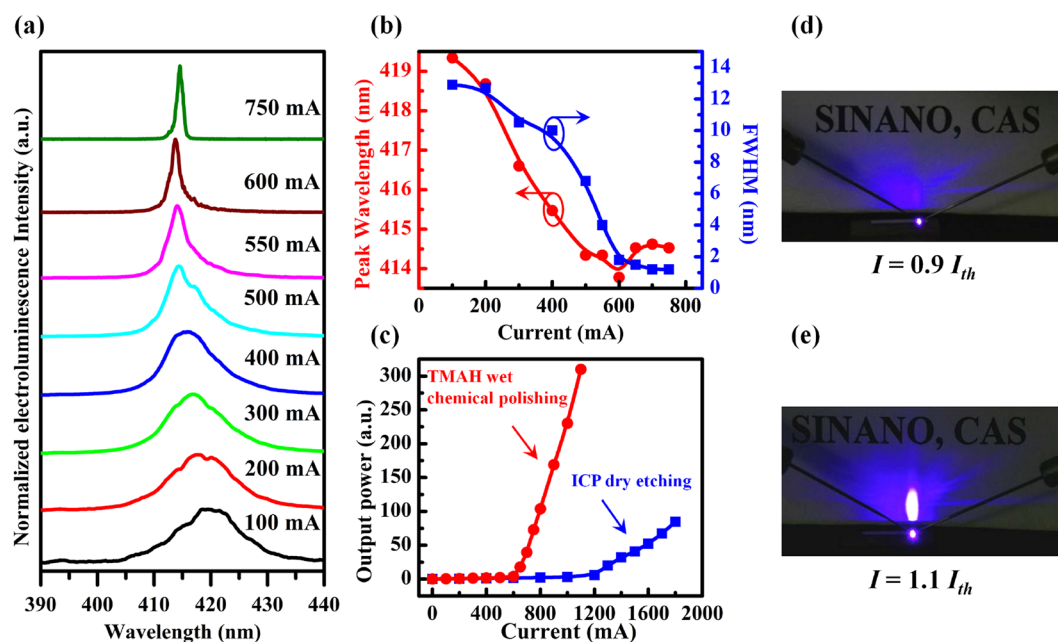 (a)
Normalized electroluminescence Intensity (a.u.)
750 mA
600 mA
550 mA
500 mA
400 mA
300 mA
200 mA
100 mA
390 400 410 420 430 440
Wavelength (nm)
(b)
Peak Wavelength (nm)
419
418
417
416
415
414
FWHM (nm)
14
12
10
8
6
4
2
0
0 200 400 600 800
Current (mA)
(c)
Output power (a.u.)
300
250
200
150
100
50
0
TMAH wet
chemical polishing
ICP dry etching
0 400 800 1200 1600 2000
Current (mA)
(d)
SINANO, CAS
I = 0.9 Ith
(e)
SINANO, CAS
I = 1.1 Ith